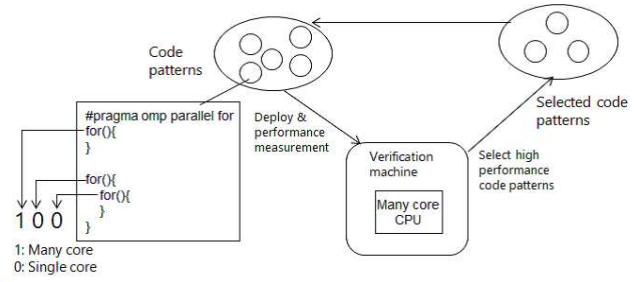 Code
patterns
#pragma omp parallel for
for(){
}
for(){
for(){
}
}
1 0 0
1: Many core
0: Single core
Deploy &
performance
measurement
Verification
machine
Many core
CPU
Select high
performance
code patterns
Selected code
patterns